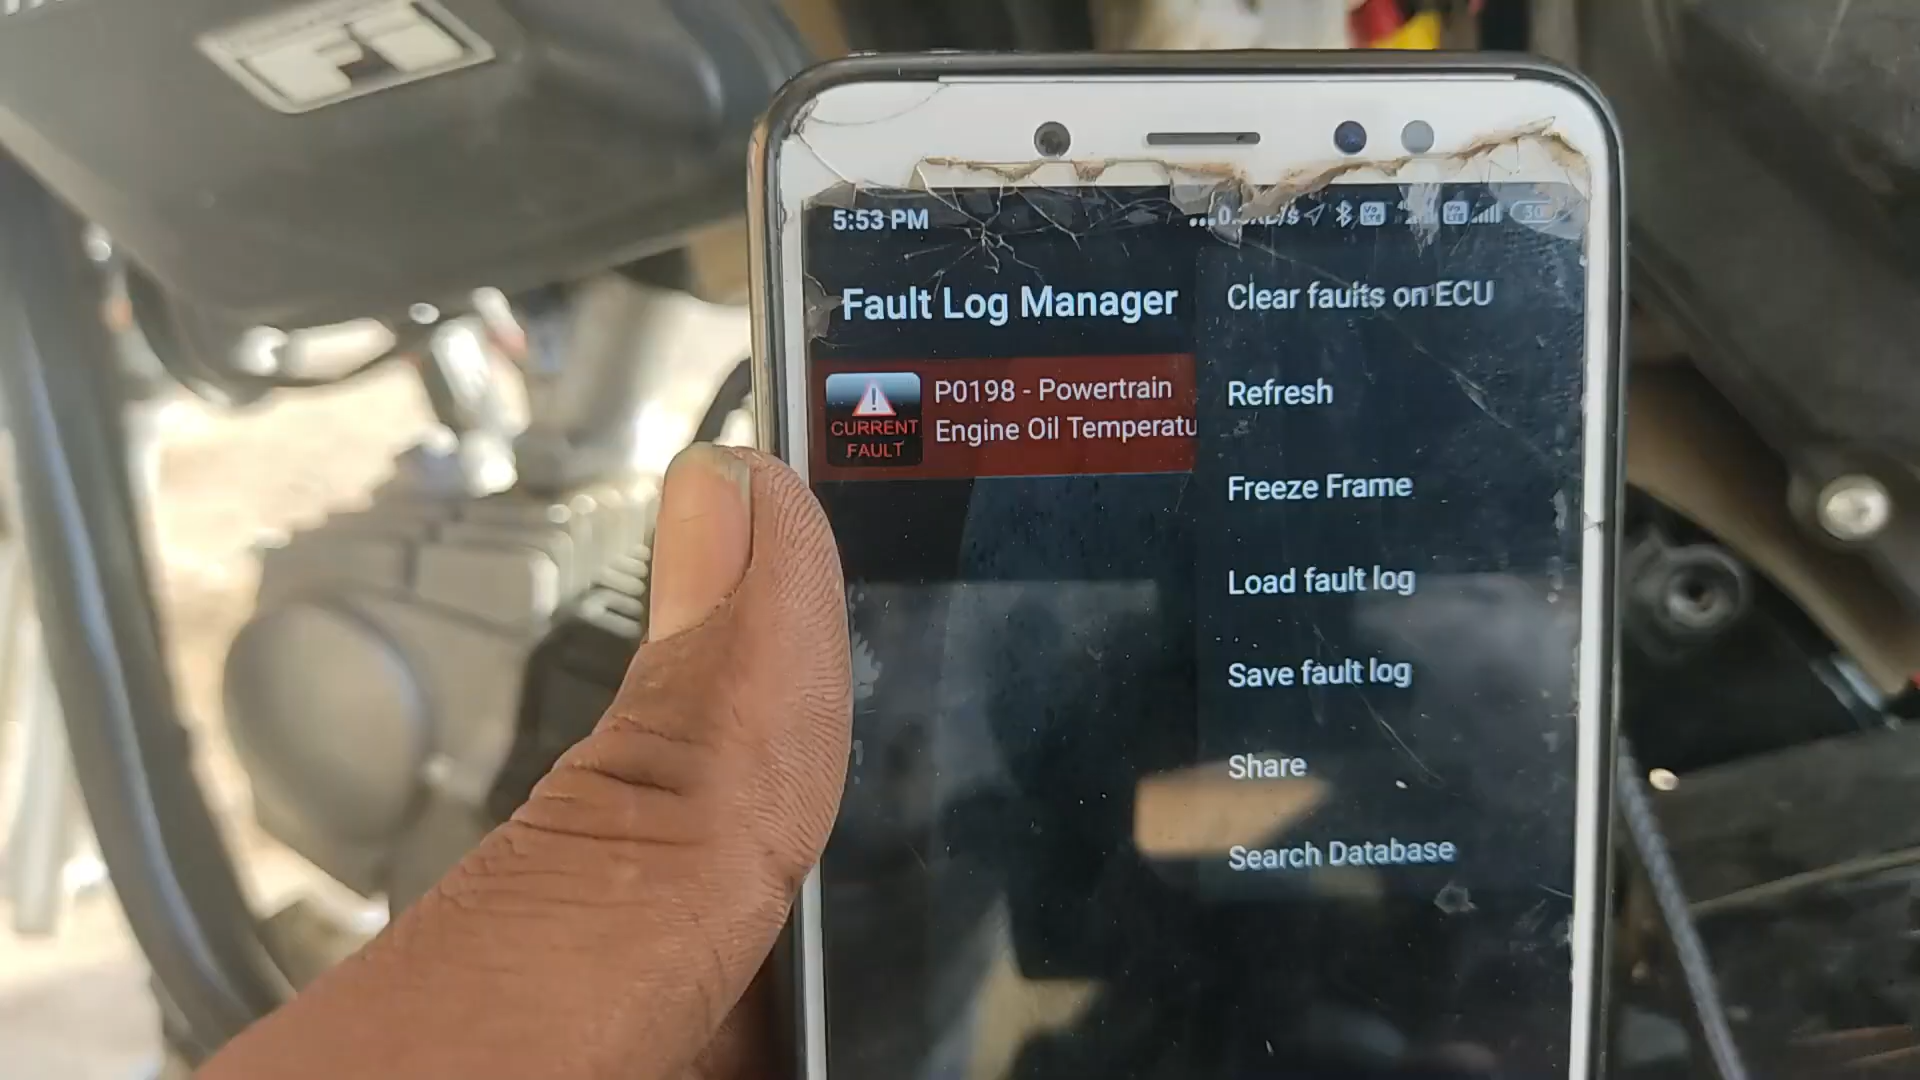 FI
5:53 PM
Fault Log Manager
CURRENT
FAULT
P0198 - Powertrain
Engine Oil Temperatu
Clear faults on ECU
Refresh
Freeze Frame
Load fault log
Save fault log
Share
Search Database